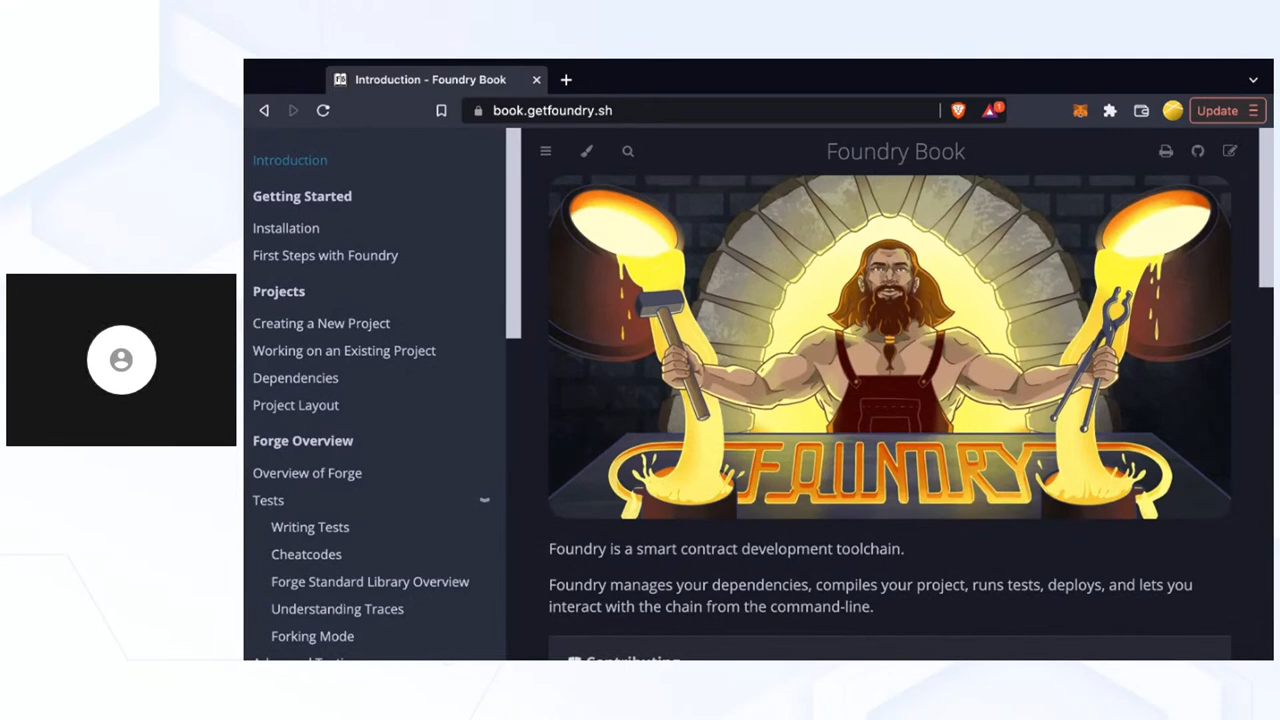 Introduction - Foundry Book
book.getfoundry.sh
1
Update
Introduction
Getting Started
Installation
First Steps with Foundry
Projects
Creating a New Project
Working on an Existing Project
Dependencies
Project Layout
Forge Overview
Overview of Forge
Tests
Writing Tests
Cheatcodes
Forge Standard Library Overview
Understanding Traces
Forking Mode
Foundry Book
FOUNDRY
Foundry is a smart contract development toolchain.
Foundry manages your dependencies, compiles your project, runs tests, deploys, and lets you
interact with the chain from the command-line.
Contributing